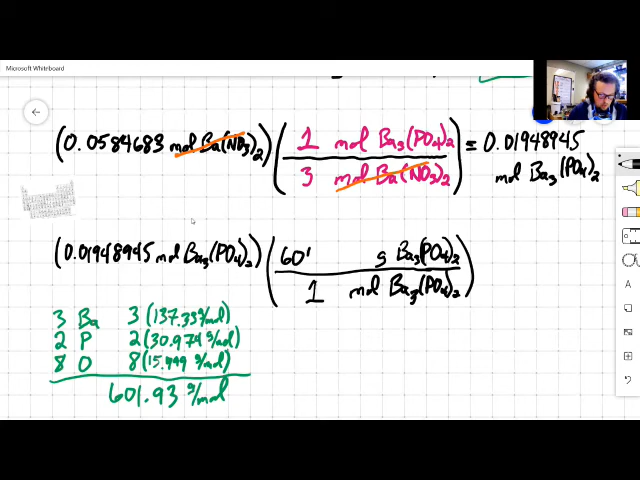 Microsoft Whiteboard
(0.0584683 mol Ba(NO₃)₂) (1 mol Ba₃(PO₄)₂ / 3 mol Ba(NO₃)₂) = 0.01948945
mol Ba₃(PO₄)₂
(0.01948945 mol Ba₃(PO₄)₂) (601 g Ba₃(PO₄)₂ / 1 mol Ba₃(PO₄)₂)
3 Ba 3(137.33 g/mol)
2 P 2(30.974 g/mol)
8 O 8(15.999 g/mol)
601.93 g/mol